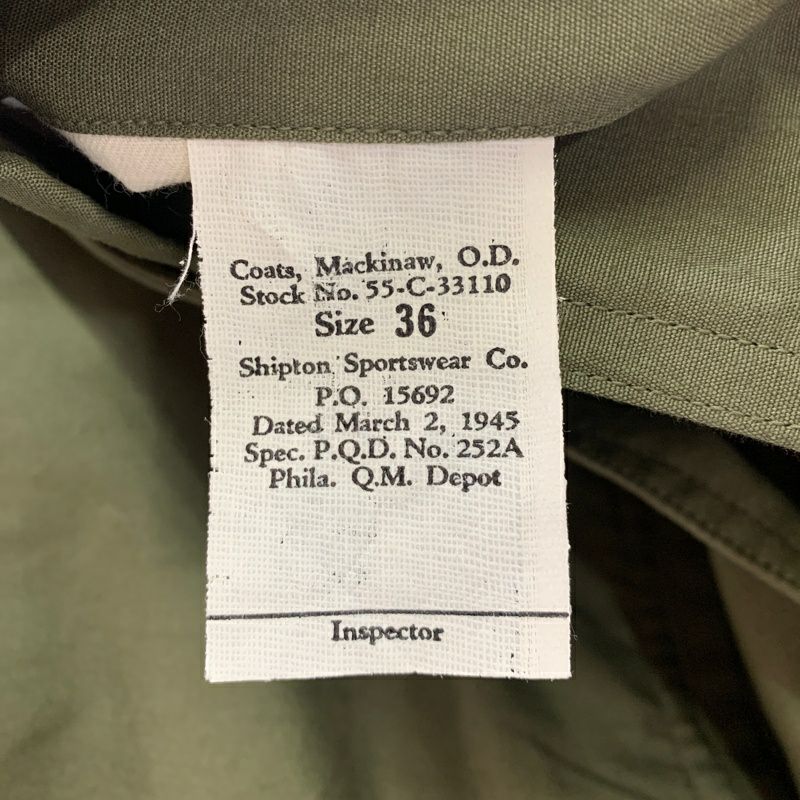 Coats, Mackinaw, O.D.
Stock No. 55-C-33110
Size 36
Shipton Sportswear Co.
P.O. 15692
Dated March 2, 1945
Spec. P.Q.D. No. 252A
Phila. Q.M. Depot
Inspector